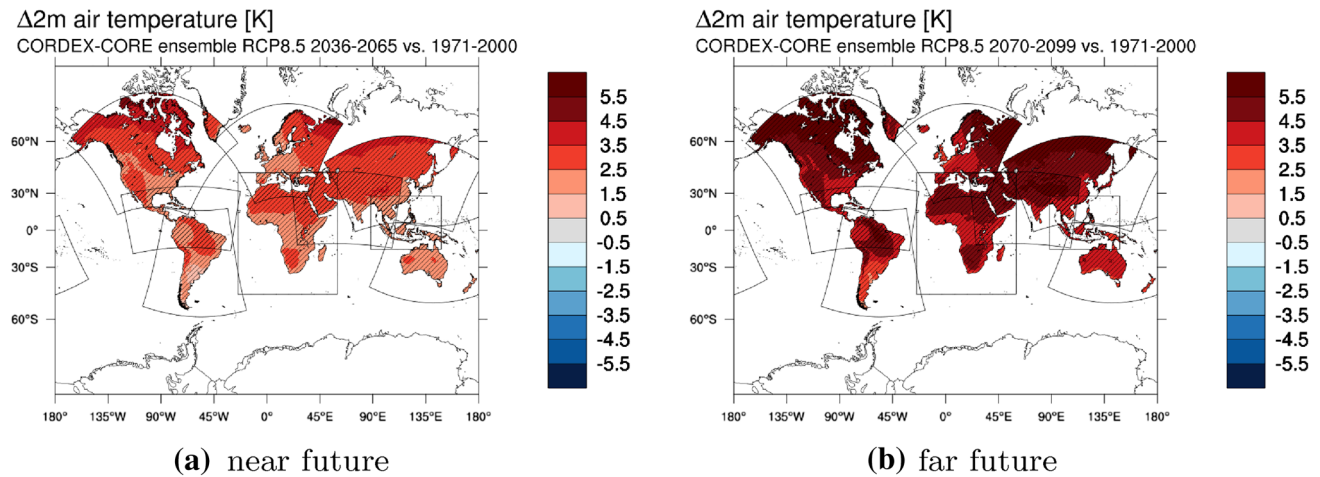 Δ2m air temperature [K]
CORDEX-CORE ensemble RCP8.5 2036-2065 vs. 1971-2000
60°N
30°N
0°
30°S
60°S
180°
135°W
90°W
45°W
0°
45°E
90°E
135°E
180°
5.5
4.5
3.5
2.5
1.5
0.5
-0.5
-1.5
-2.5
-3.5
-4.5
-5.5
(a) near future
Δ2m air temperature [K]
CORDEX-CORE ensemble RCP8.5 2070-2099 vs. 1971-2000
60°N
30°N
0°
30°S
60°S
180°
135°W
90°W
45°W
0°
45°E
90°E
135°E
180°
5.5
4.5
3.5
2.5
1.5
0.5
-0.5
-1.5
-2.5
-3.5
-4.5
-5.5
(b) far future